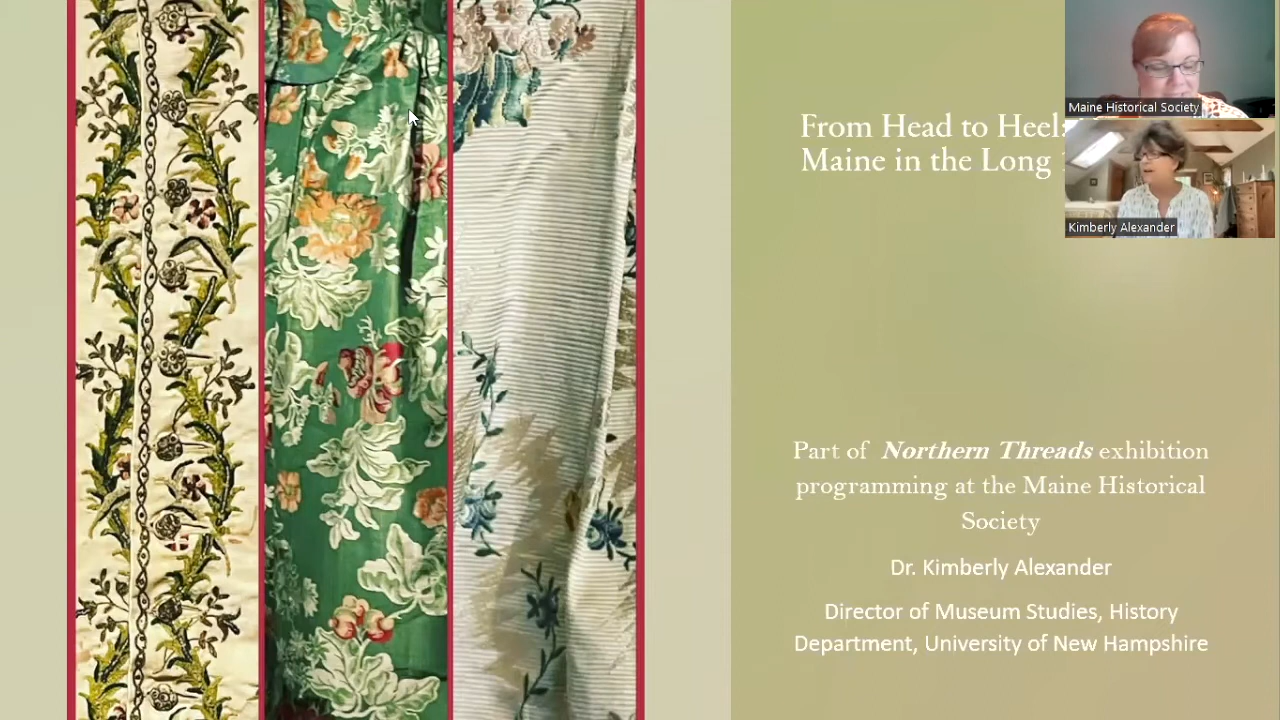 From Head to Heel:
Maine in the Long
Part of Northern Threads exhibition
programming at the Maine Historical
Society
Dr. Kimberly Alexander
Director of Museum Studies, History
Department, University of New Hampshire
Maine Historical Society
Kimberly Alexander